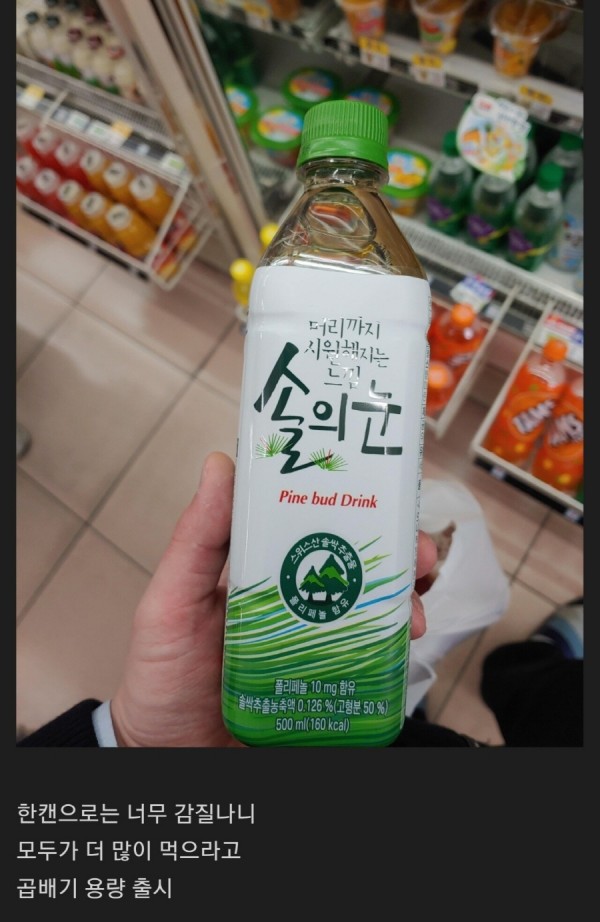 머리까지
시원해지는
느낌
솔의눈
Pine bud Drink
스위스산 솔싹추출물
폴리페놀 함유
폴리페놀 10 mg 함유
솔싹추출농축액 0.126 %(고형분 50 %)
500 ml(160 kcal)
한캔으로는 너무 감질나니
모두가 더 많이 먹으라고
곱배기 용량 출시